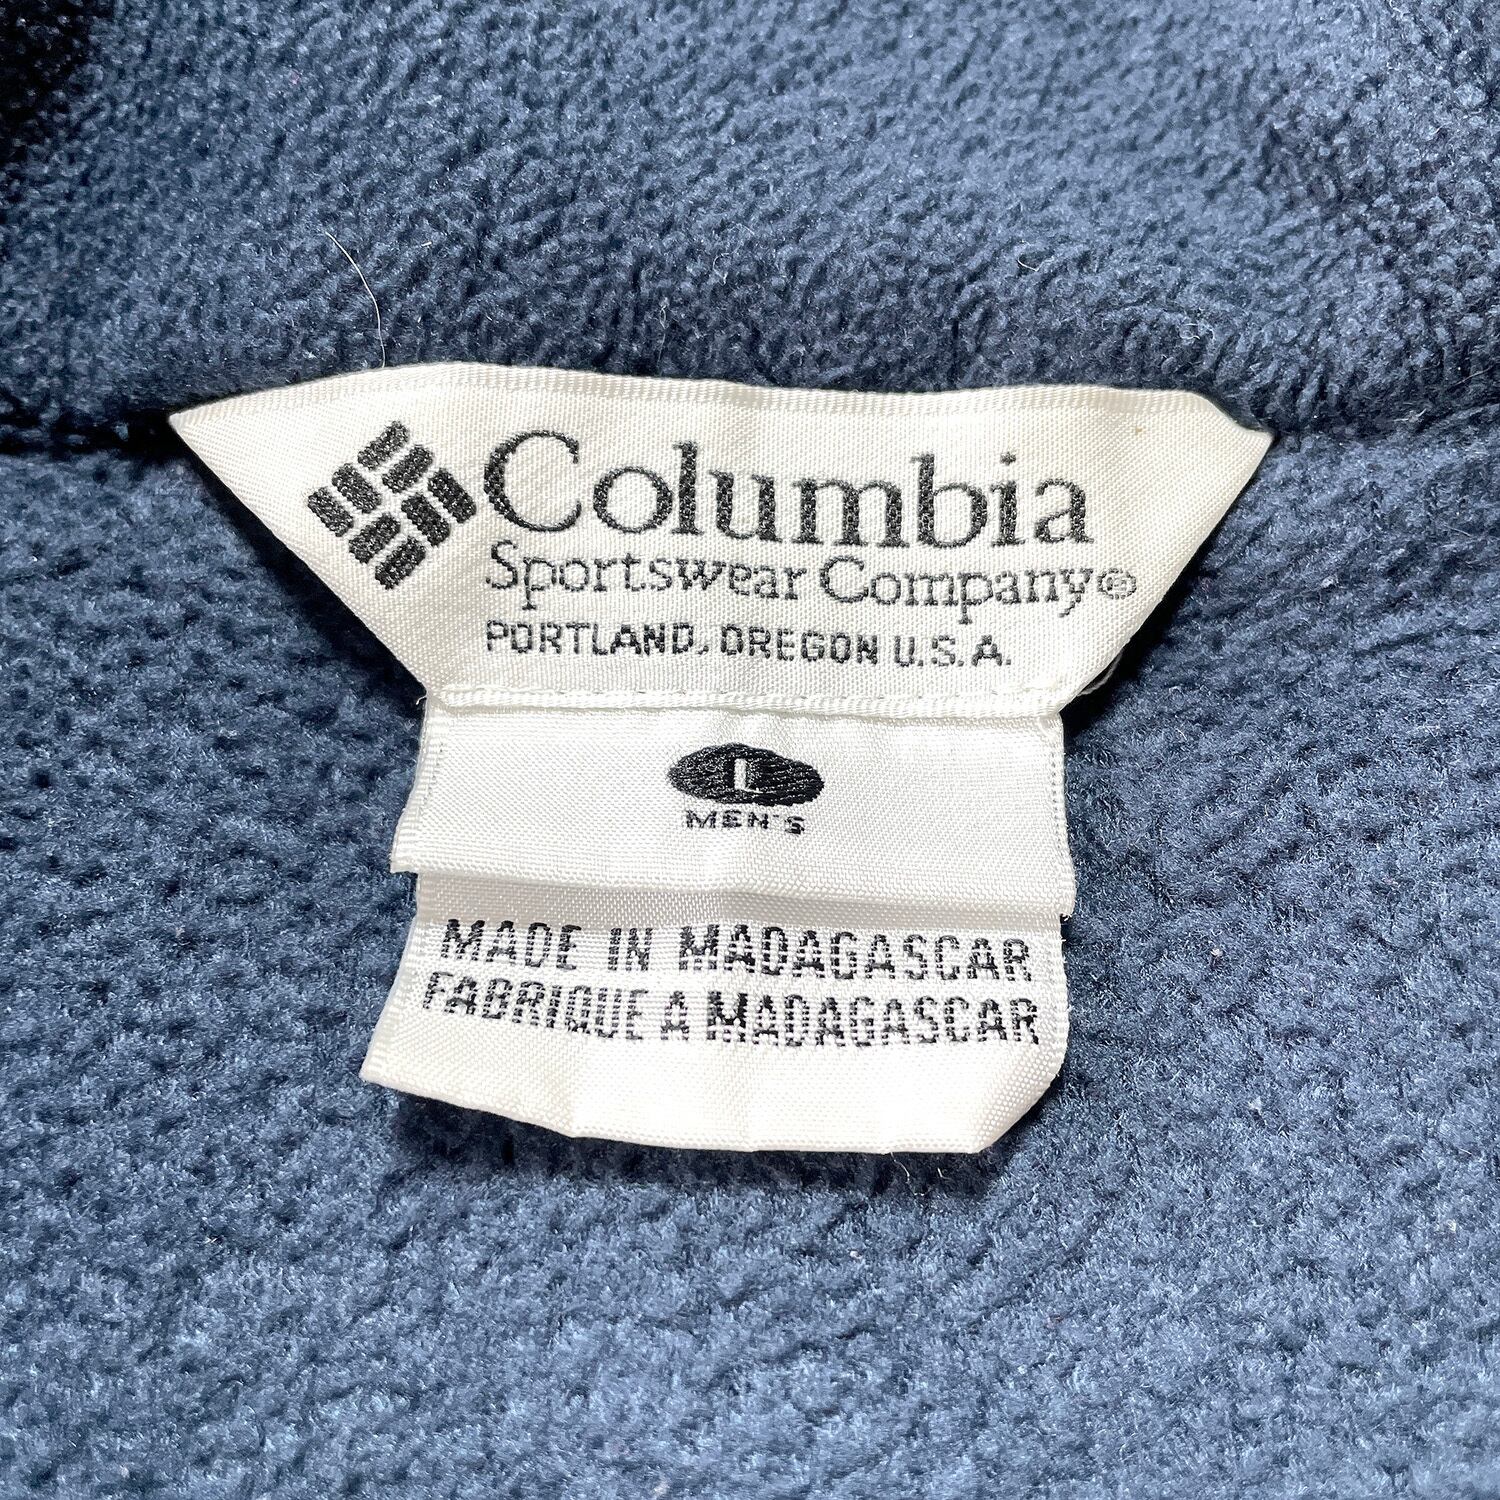 Columbia
Sportswear Company®
PORTLAND, OREGON U.S.A.
L
MEN'S
MADE IN MADAGASCAR
FABRIQUE A MADAGASCAR